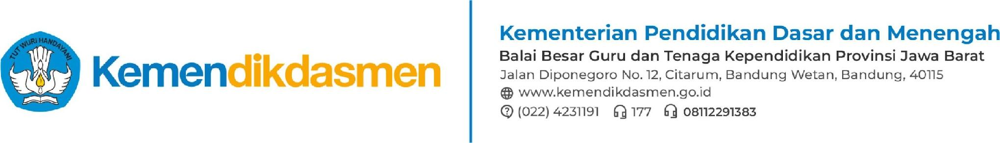 TUT WURI HANDAYANI
Kemendikdasmen
Kementerian Pendidikan Dasar dan Menengah
Balai Besar Guru dan Tenaga Kependidikan Provinsi Jawa Barat
Jalan Diponegoro No. 12, Citarum, Bandung Wetan, Bandung, 40115
www.kemendikdasmen.go.id
(022) 4231191 177 08112291383